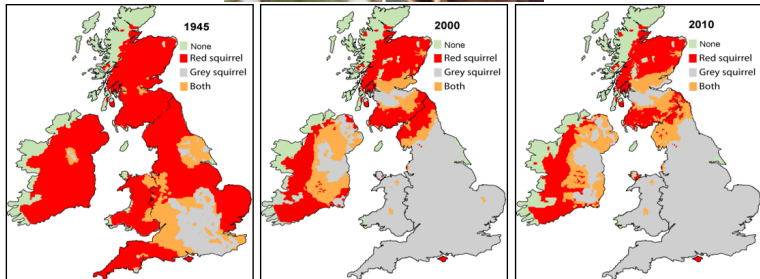 1945
None
Red squirrel
Grey squirrel
Both
2000
None
Red squirrel
Grey squirrel
Both
2010
None
Red squirrel
Grey squirrel
Both